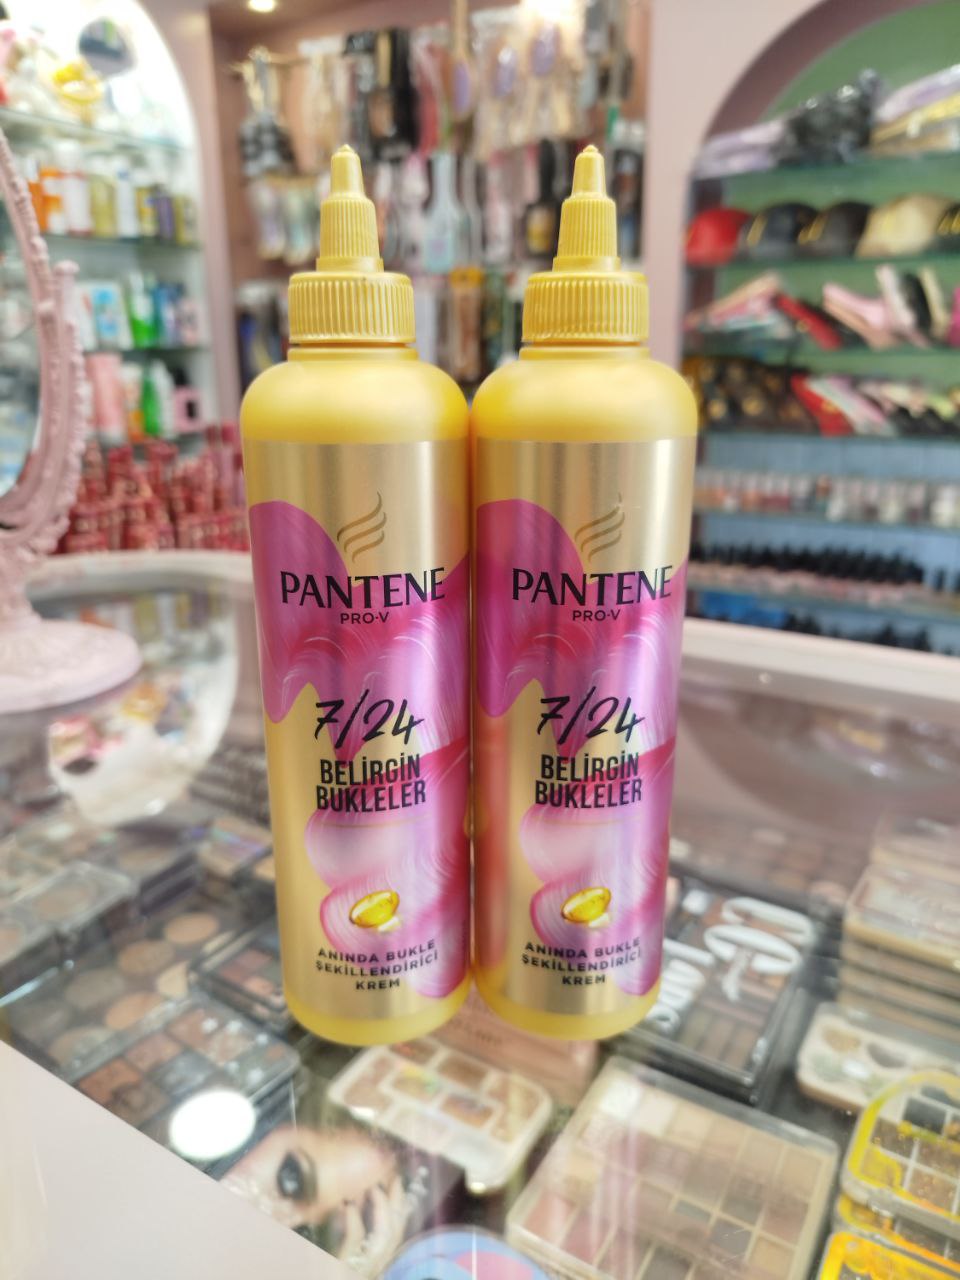 PANTENE
PRO-V
7/24
BELİRGİN
BUKLELER
ANINDA BUKLE
ŞEKİLLENDİRİCİ
KREM
PANTENE
PRO-V
7/24
BELİRGİN
BUKLELER
ANINDA BUKLE
ŞEKİLLENDİRİCİ
KREM